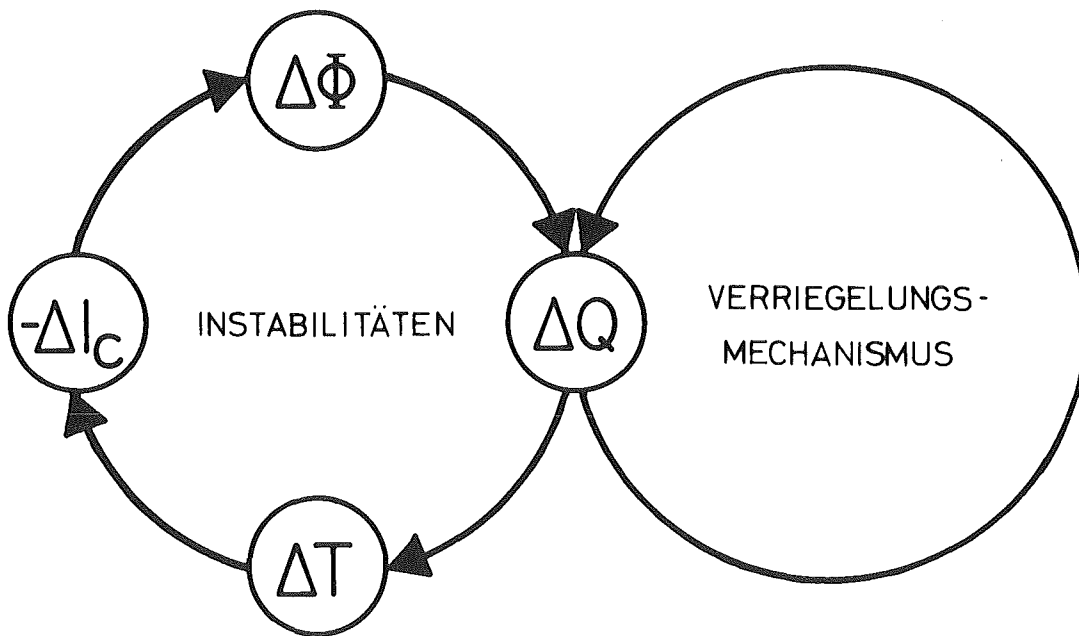 ΔΦ
-ΔI_C
INSTABILITÄTEN
ΔQ
VERRIEGELUNGS-
MECHANISMUS
ΔT